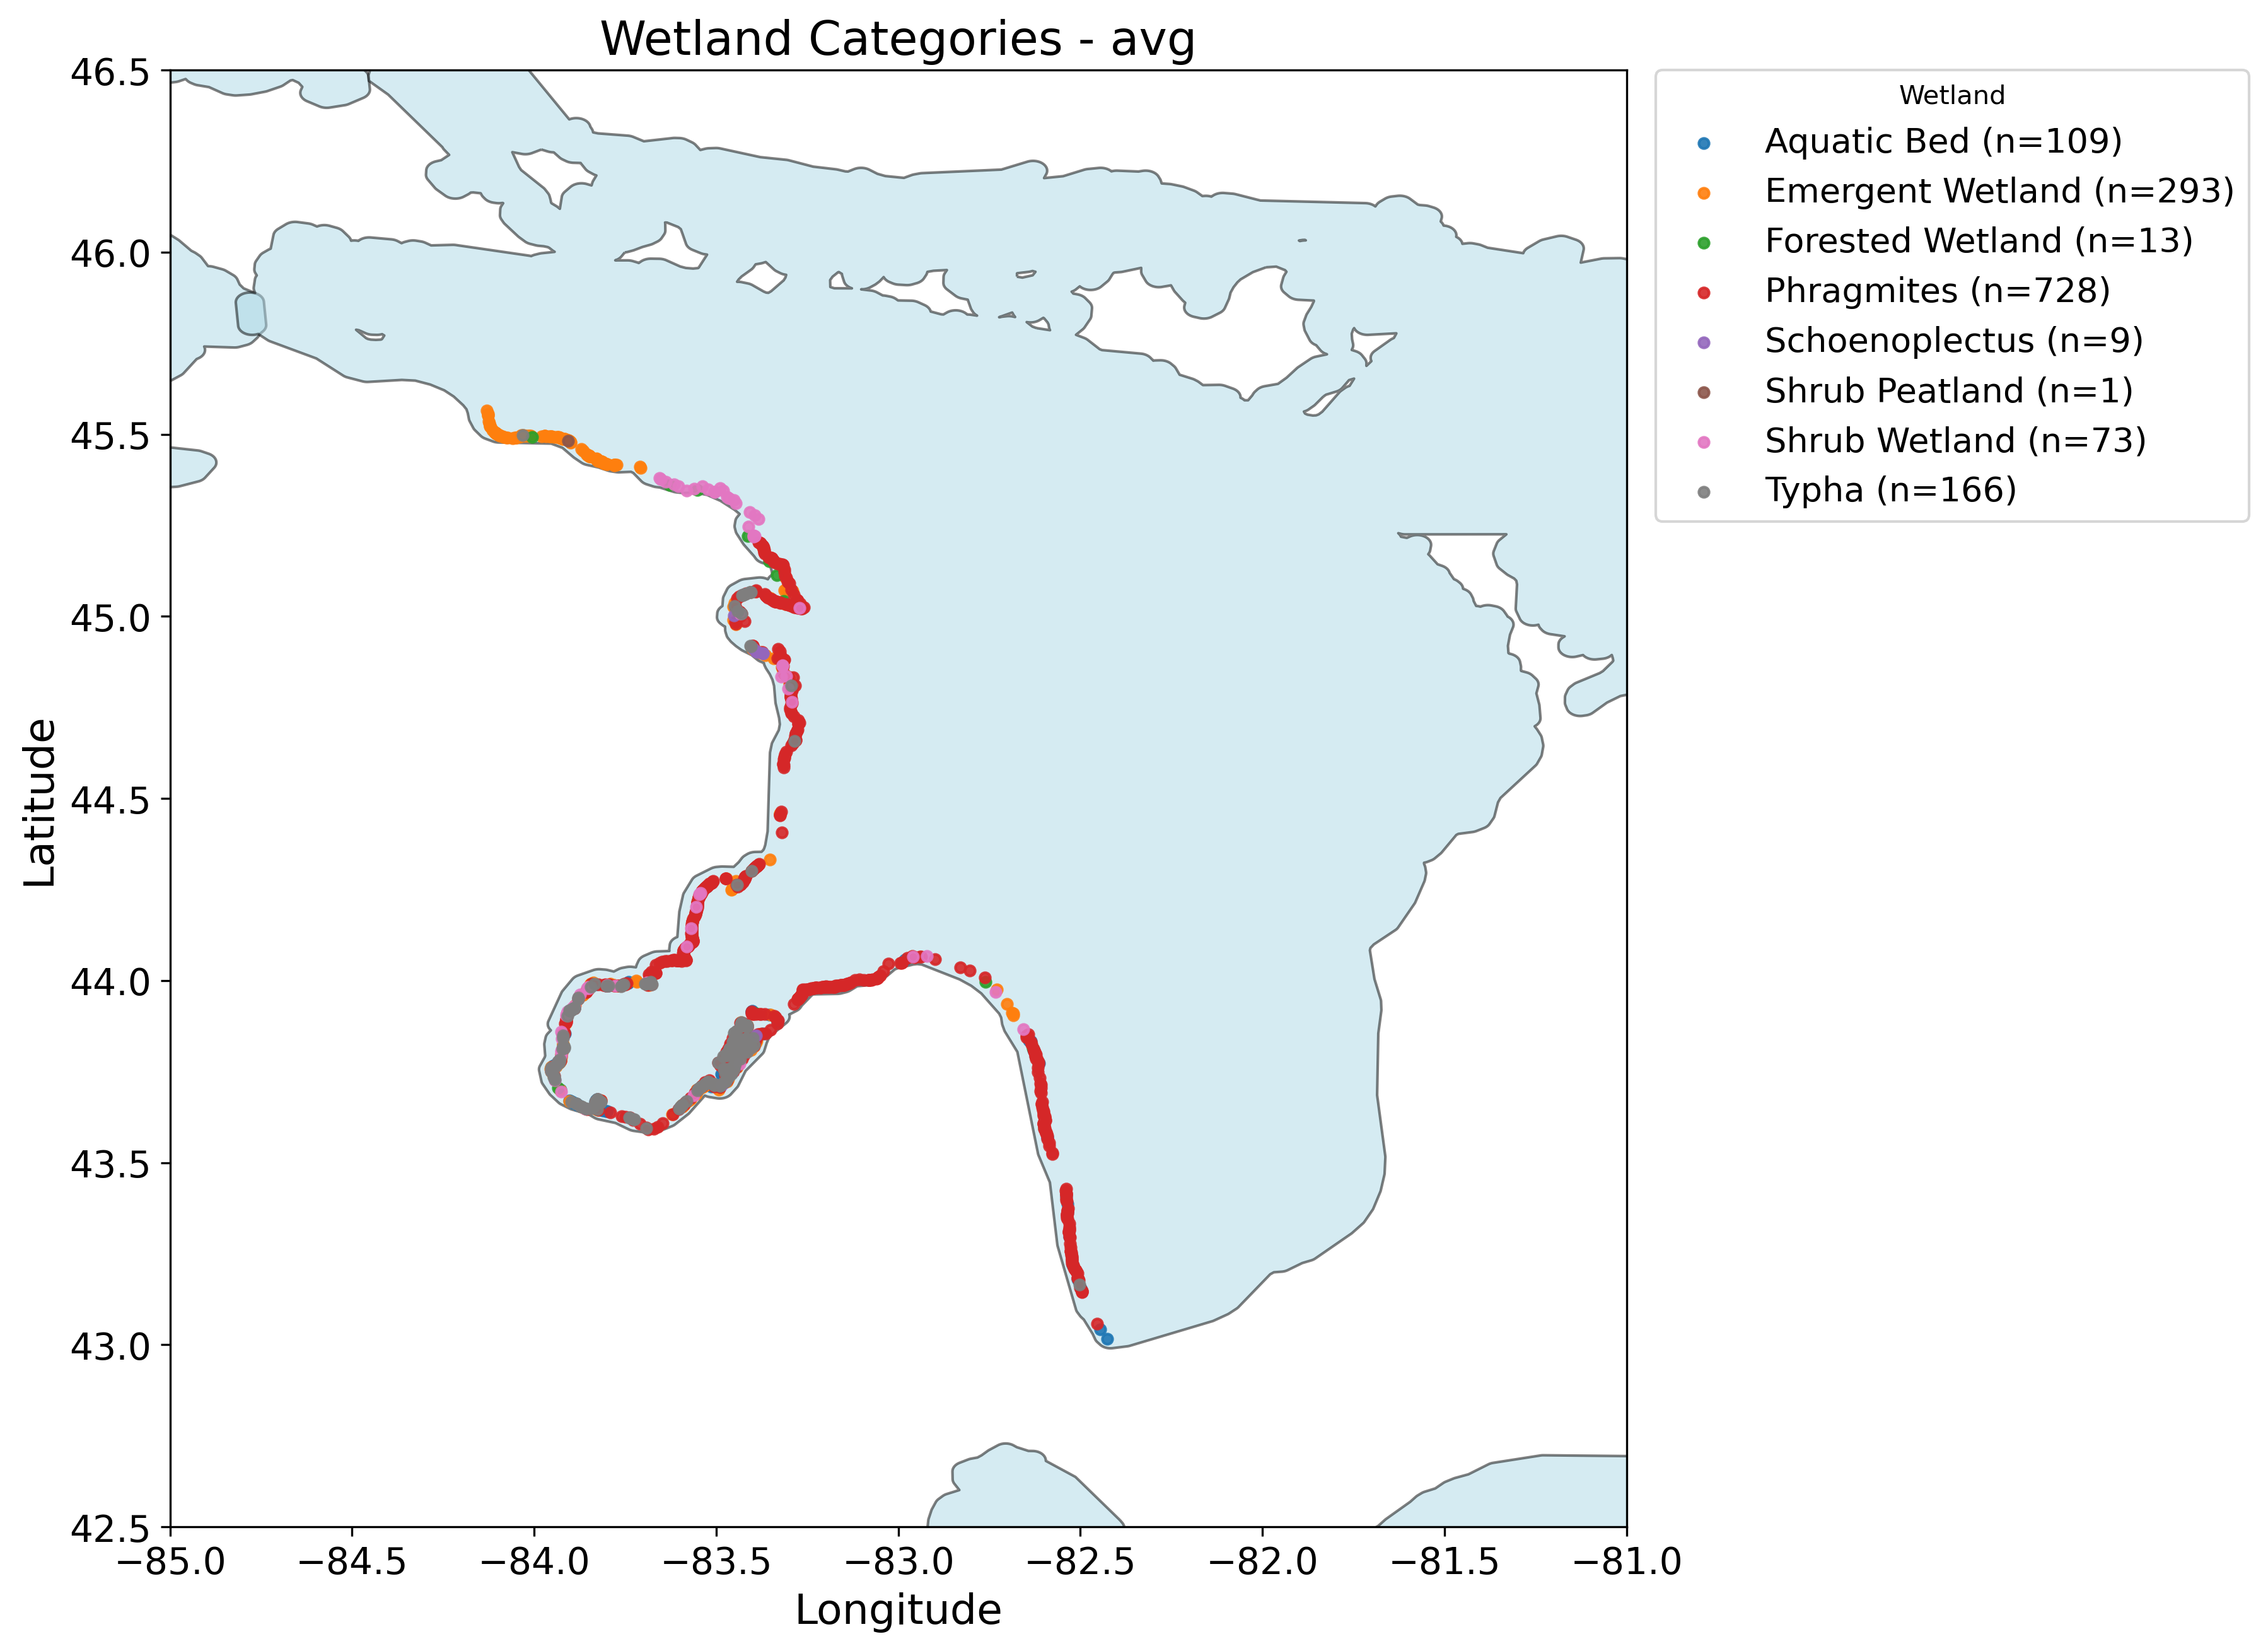 Wetland Categories - avg
46.5
46.0
45.5
45.0
44.5
44.0
43.5
43.0
42.5
Latitude
−85.0 −84.5 −84.0 −83.5 −83.0 −82.5 −82.0 −81.5 −81.0
Longitude
Wetland
Aquatic Bed (n=109)
Emergent Wetland (n=293)
Forested Wetland (n=13)
Phragmites (n=728)
Schoenoplectus (n=9)
Shrub Peatland (n=1)
Shrub Wetland (n=73)
Typha (n=166)